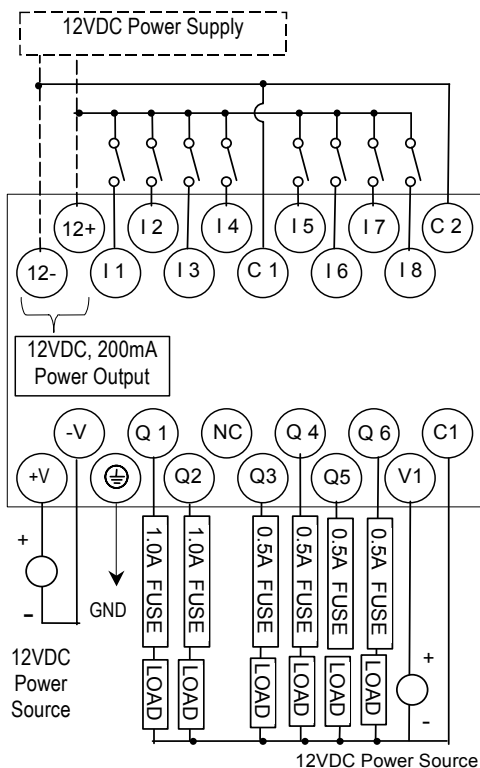 12VDC Power Supply
12+
I 2
I 4
I 5
I 7
C 2
12-
I 1
I 3
C 1
I 6
I 8
12VDC, 200mA
Power Output
-V
Q 1
NC
Q 4
Q 6
C1
+V
Q2
Q3
Q5
V1
1.0A FUSE
1.0A FUSE
0.5A FUSE
0.5A FUSE
0.5A FUSE
0.5A FUSE
+
-
GND
12VDC
Power
Source
LOAD
LOAD
LOAD
LOAD
LOAD
LOAD
+
-
12VDC Power Source